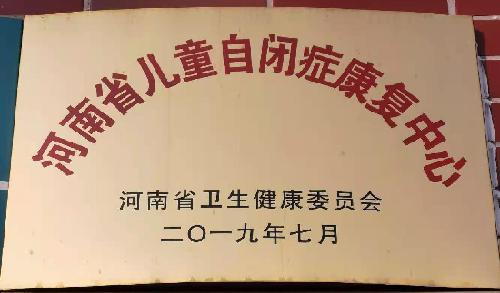 河南省儿童自闭症康复中心
河南省卫生健康委员会
二〇一九年七月